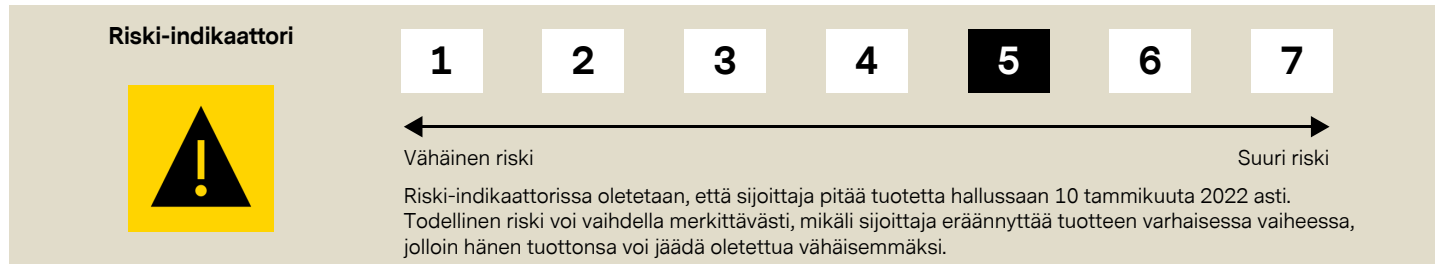 Riski-indikaattori
1 2 3 4 5 6 7
Vähäinen riski Suuri riski
Riski-indikaattorissa oletetaan, että sijoittaja pitää tuotetta hallussaan 10 tammikuuta 2022 asti.
Todellinen riski voi vaihdella merkittävästi, mikäli sijoittaja eräännyttää tuotteen varhaisessa vaiheessa,
jolloin hänen tuottonsa voi jäädä oletettua vähäisemmäksi.